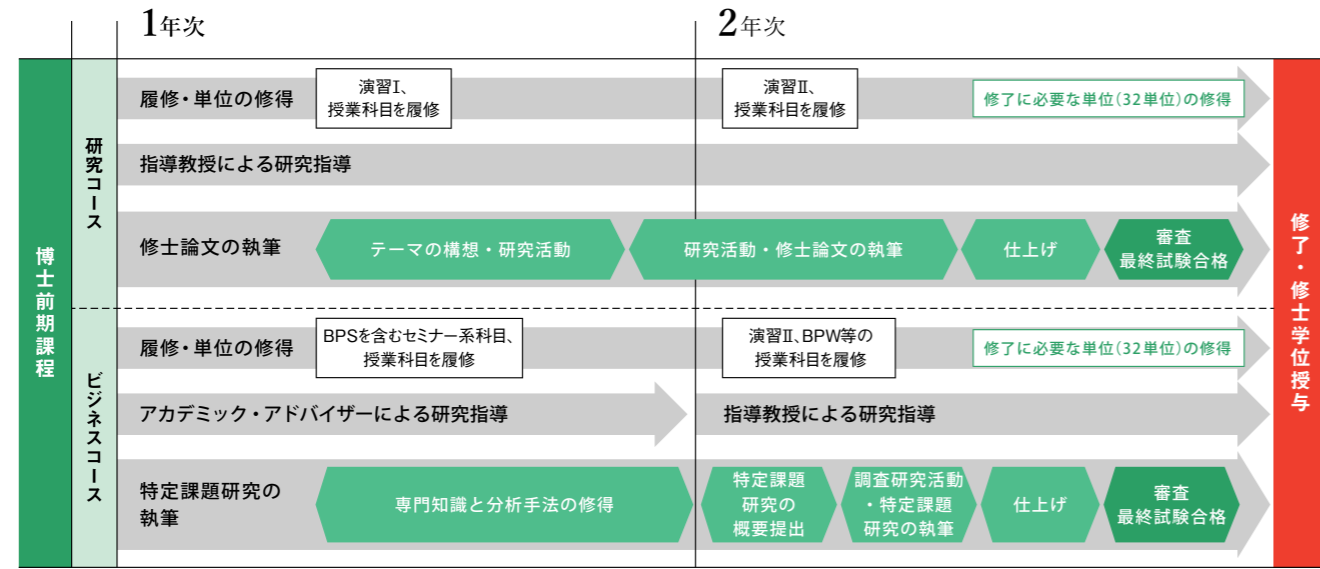 1年次
2年次
博士前期課程
研究コース
履修・単位の修得
演習Ⅰ、
授業科目を履修
演習Ⅱ、
授業科目を履修
修了に必要な単位(32単位)の修得
指導教授による研究指導
修士論文の執筆
テーマの構想・研究活動
研究活動・修士論文の執筆
仕上げ
審査
最終試験合格
ビジネスコース
履修・単位の修得
BPSを含むセミナー系科目、
授業科目を履修
演習Ⅱ、BPW等の
授業科目を履修
修了に必要な単位(32単位)の修得
アカデミック・アドバイザーによる研究指導
指導教授による研究指導
特定課題研究の
執筆
専門知識と分析手法の修得
特定課題
研究の
概要提出
調査研究活動
・特定課題
研究の執筆
仕上げ
審査
最終試験合格
修了・修士学位授与